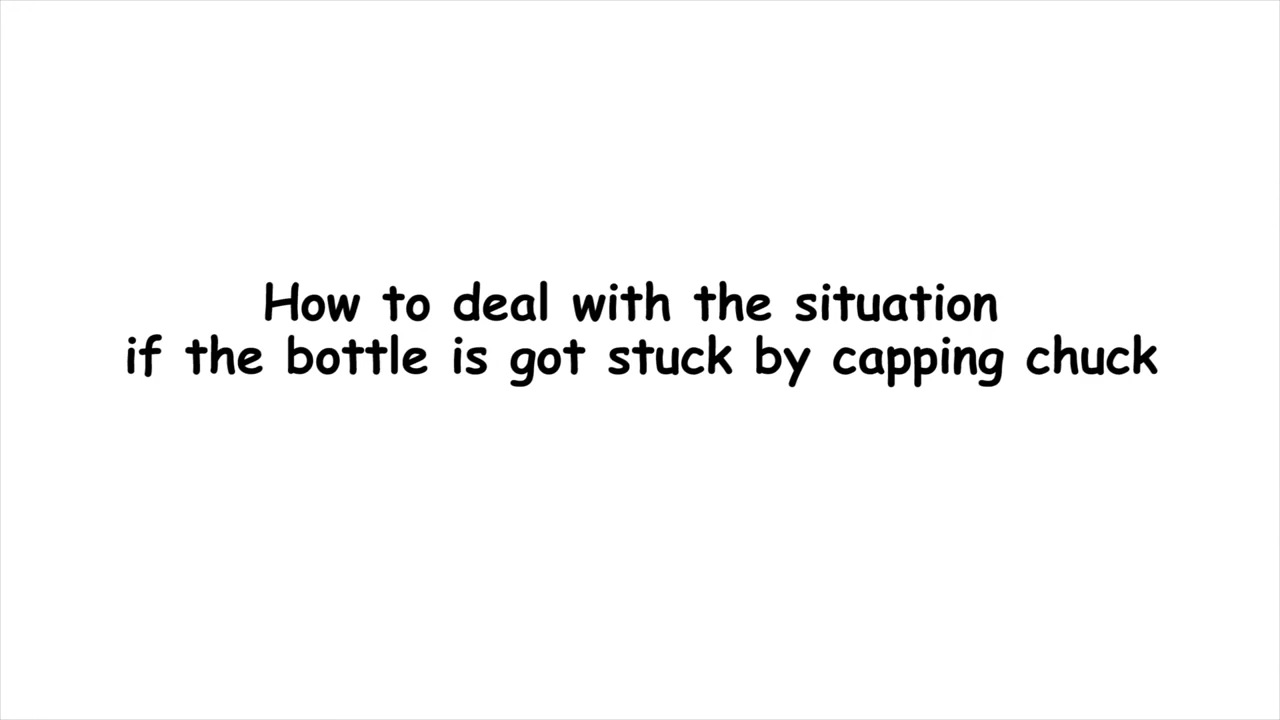 How to deal with the situation
if the bottle is got stuck by capping chuck